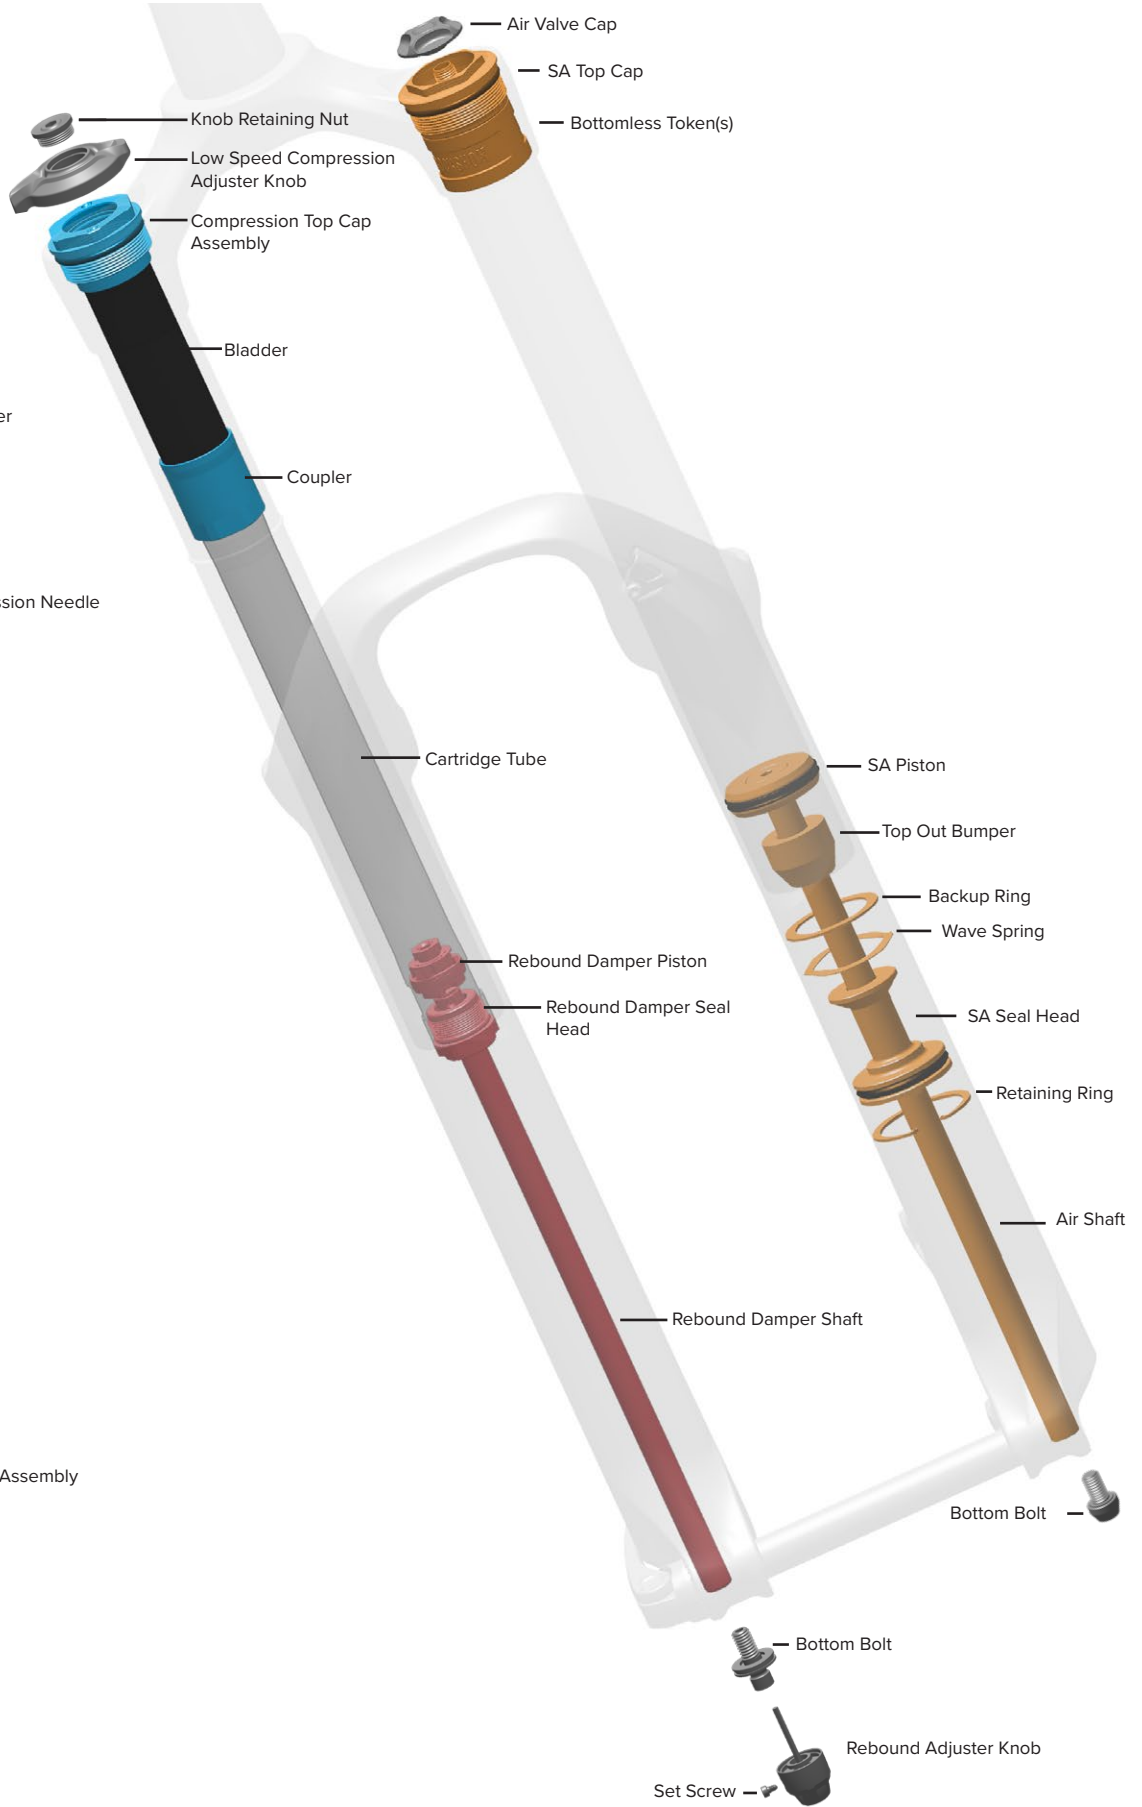 Air Valve Cap
SA Top Cap
Knob Retaining Nut
Bottomless Token(s)
Low Speed Compression
Adjuster Knob
Compression Top Cap
Assembly
Bladder
er
Coupler
ssion Needle
Cartridge Tube
SA Piston
Top Out Bumper
Backup Ring
Wave Spring
Rebound Damper Piston
Rebound Damper Seal
Head
SA Seal Head
Retaining Ring
Air Shaft
Rebound Damper Shaft
Assembly
Bottom Bolt
Bottom Bolt
Rebound Adjuster Knob
Set Screw